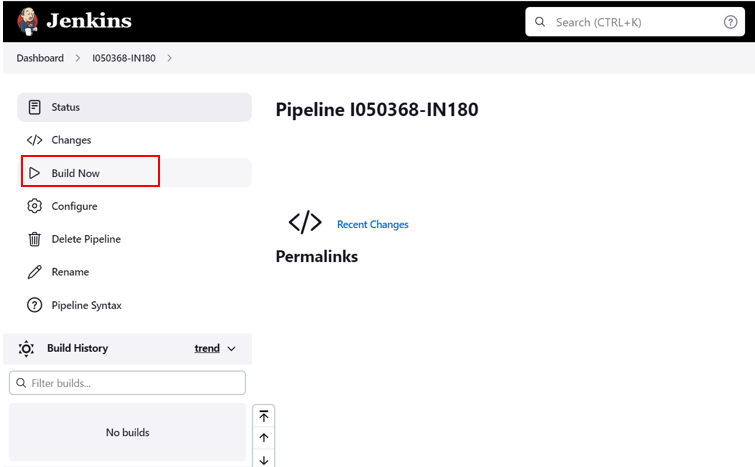 Jenkins
Search (CTRL+K)
Dashboard I050368-IN180
Status
Changes
Build Now
Configure
Delete Pipeline
Rename
Pipeline Syntax
Build History trend
Filter builds...
No builds
Pipeline I050368-IN180
Recent Changes
Permalinks